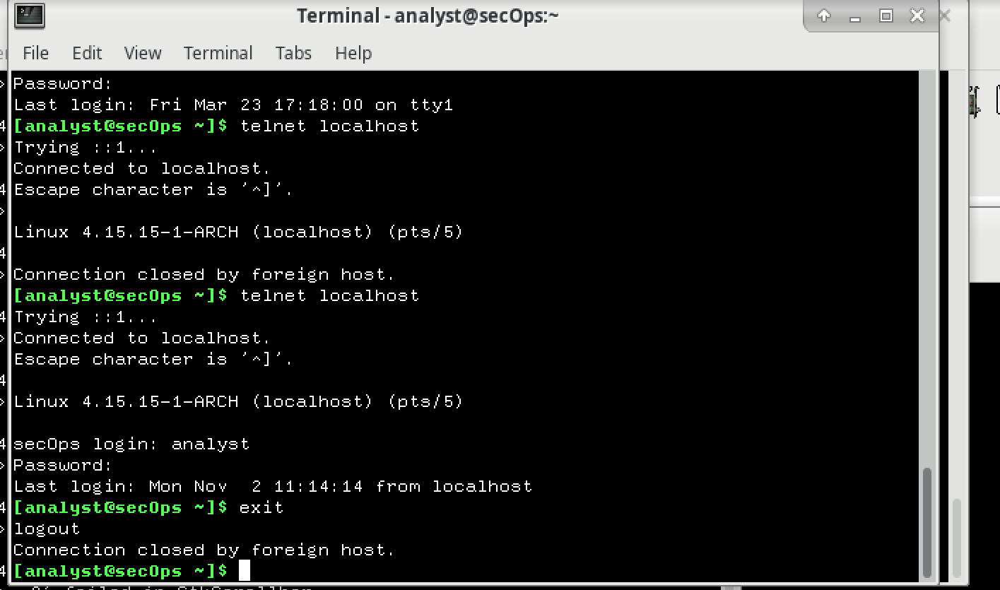 Terminal - analyst@secOps:~
File Edit View Terminal Tabs Help
Password:
Last login: Fri Mar 23 17:18:00 on tty1
[analyst@secOps ~]$ telnet localhost
Trying ::1...
Connected to localhost.
Escape character is '^]'.
Linux 4.15.15-1-ARCH (localhost) (pts/5)
Connection closed by foreign host.
[analyst@secOps ~]$ telnet localhost
Trying ::1...
Connected to localhost.
Escape character is '^]'.
Linux 4.15.15-1-ARCH (localhost) (pts/5)
secOps login: analyst
Password:
Last login: Mon Nov  2 11:14:14 from localhost
[analyst@secOps ~]$ exit
logout
Connection closed by foreign host.
[analyst@secOps ~]$